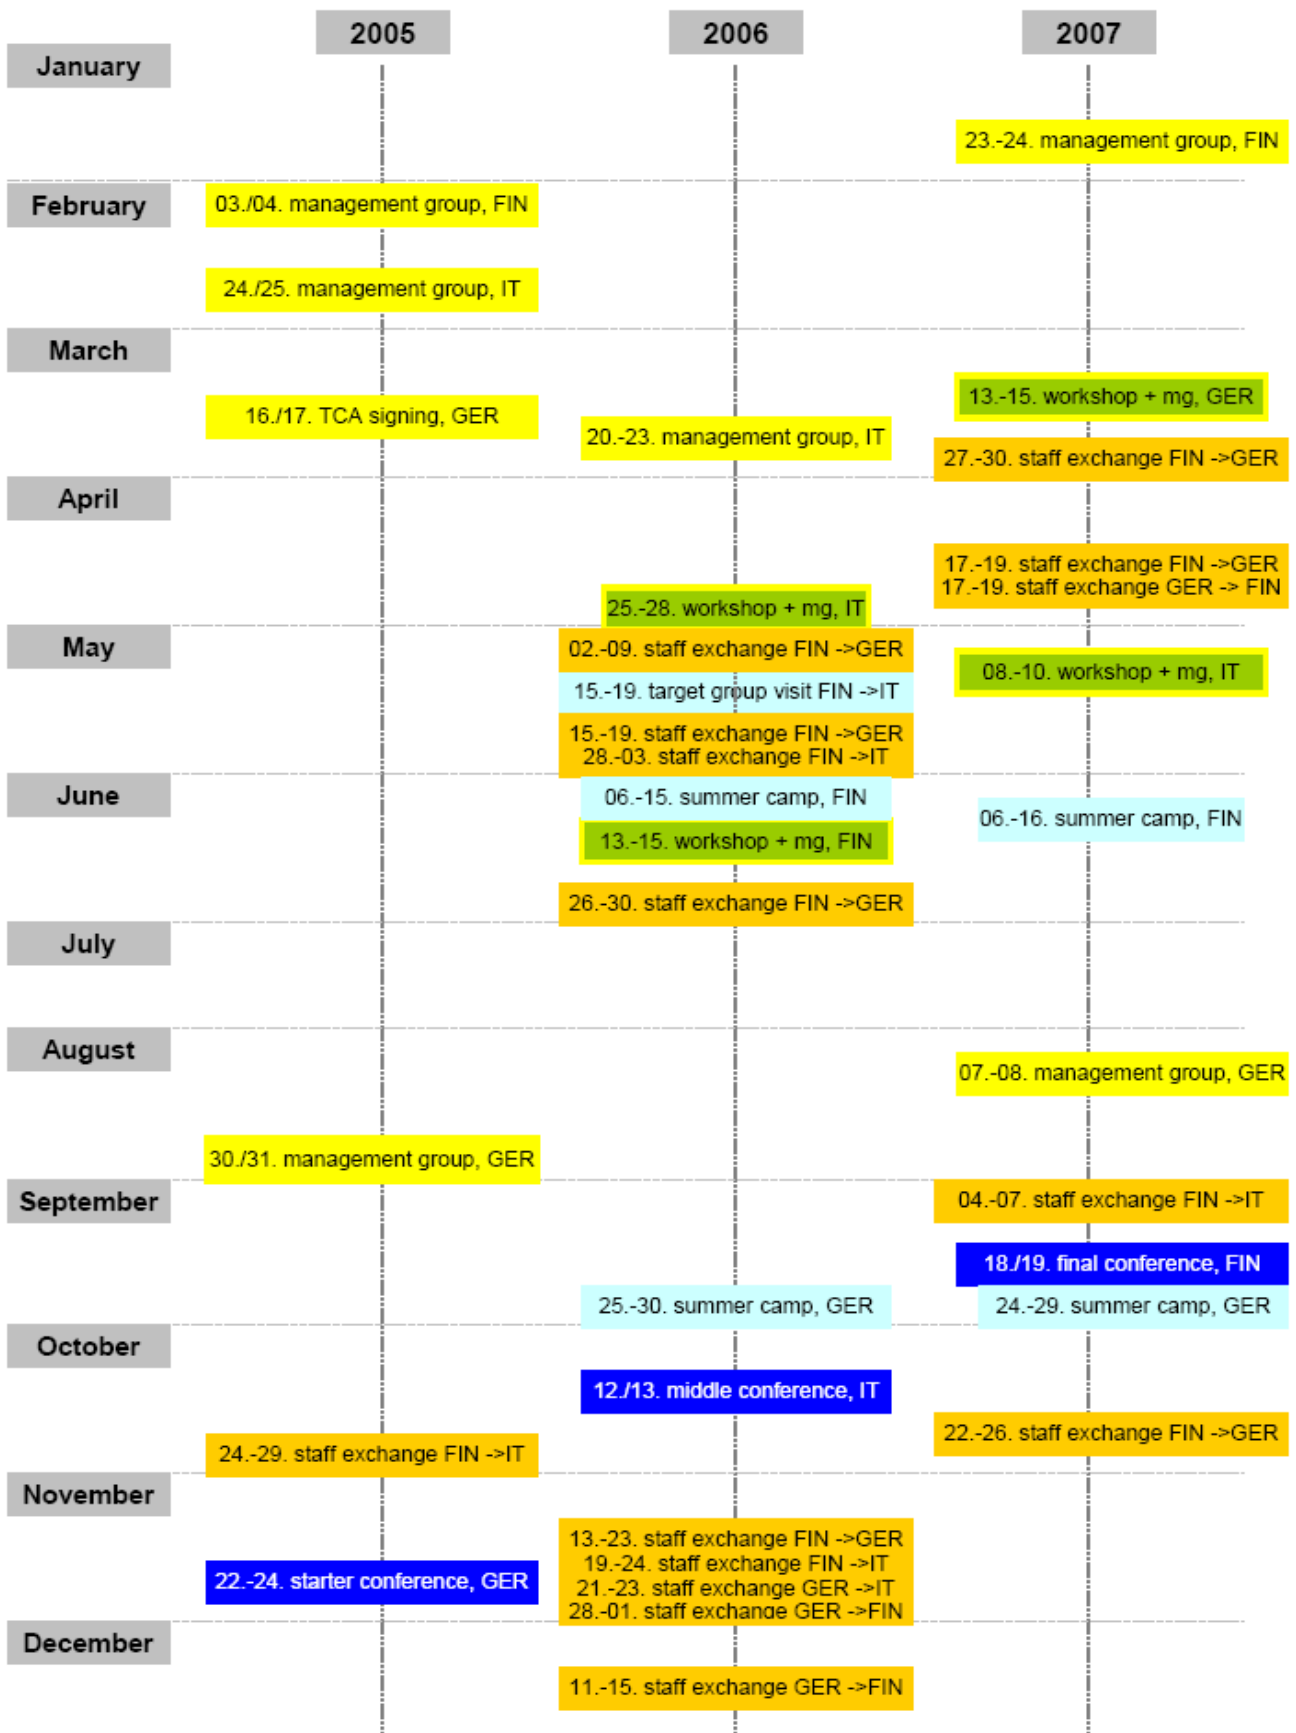 2005
2006
2007
January
23.-24. management group, FIN
February
03./04. management group, FIN
24./25. management group, IT
March
13.-15. workshop + mg, GER
16./17. TCA signing, GER
20.-23. management group, IT
27.-30. staff exchange FIN ->GER
April
17.-19. staff exchange FIN ->GER
17.-19. staff exchange GER -> FIN
25.-28. workshop + mg, IT
May
02.-09. staff exchange FIN ->GER
08.-10. workshop + mg, IT
15.-19. target group visit FIN ->IT
15.-19. staff exchange FIN ->GER
28.-03. staff exchange FIN ->IT
June
06.-15. summer camp, FIN
06.-16. summer camp, FIN
13.-15. workshop + mg, FIN
26.-30. staff exchange FIN ->GER
July
August
07.-08. management group, GER
30./31. management group, GER
September
04.-07. staff exchange FIN ->IT
18./19. final conference, FIN
25.-30. summer camp, GER
24.-29. summer camp, GER
October
12./13. middle conference, IT
22.-26. staff exchange FIN ->GER
24.-29. staff exchange FIN ->IT
November
13.-23. staff exchange FIN ->GER
19.-24. staff exchange FIN ->IT
22.-24. starter conference, GER
21.-23. staff exchange GER ->IT
28.-01. staff exchange GER ->FIN
December
11.-15. staff exchange GER ->FIN